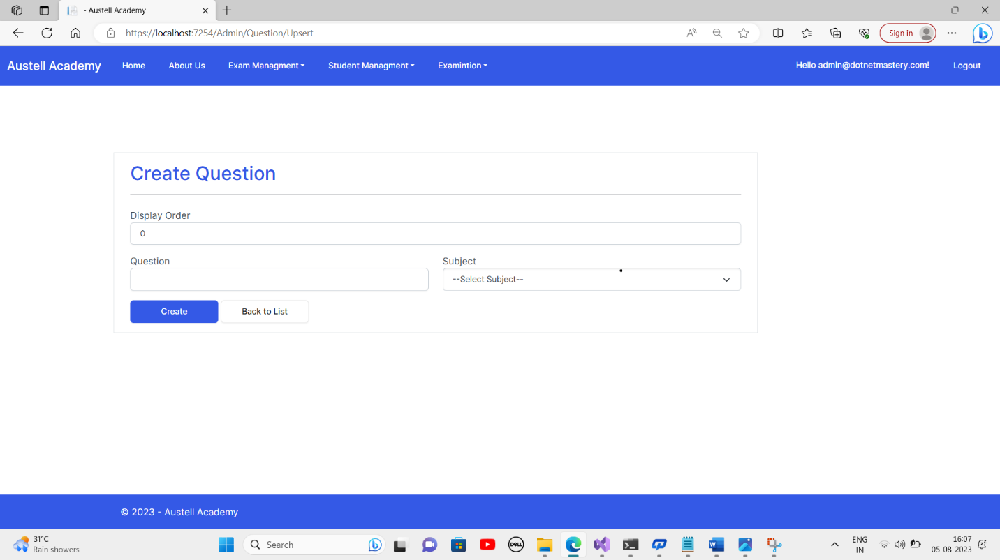 - Austell Academy
https://localhost:7254/Admin/Question/Upsert
Sign in
Austell Academy Home About Us Exam Managment Student Managment Examintion Hello admin@dotnetmastery.com! Logout
Create Question
Display Order
0
Question Subject
--Select Subject--
Create Back to List
© 2023 - Austell Academy
31°C
Rain showers
Search
DELL
ENG
IN
16:07
05-08-2023